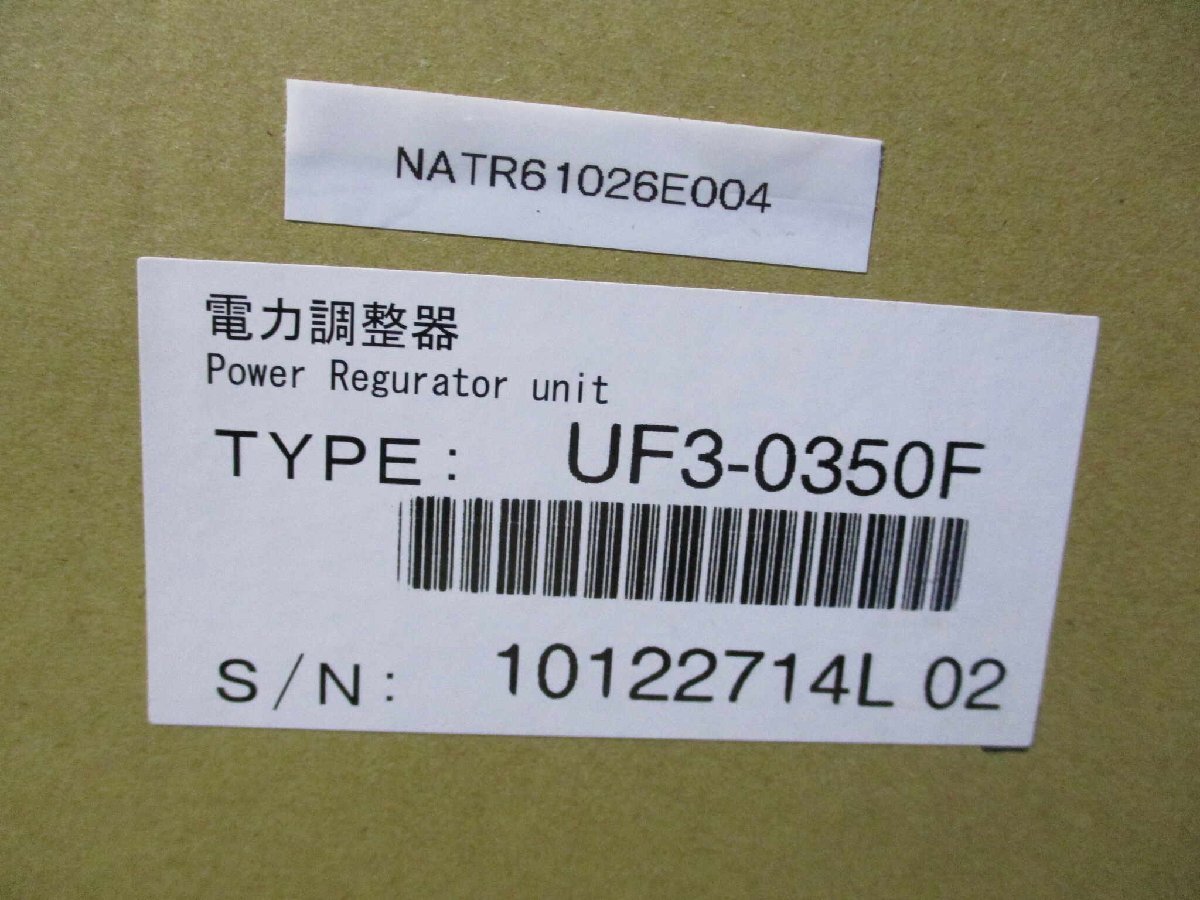 NATR61026E004
電力調整器
Power Regurator unit
TYPE: UF3-0350F
S/N: 10122714L 02